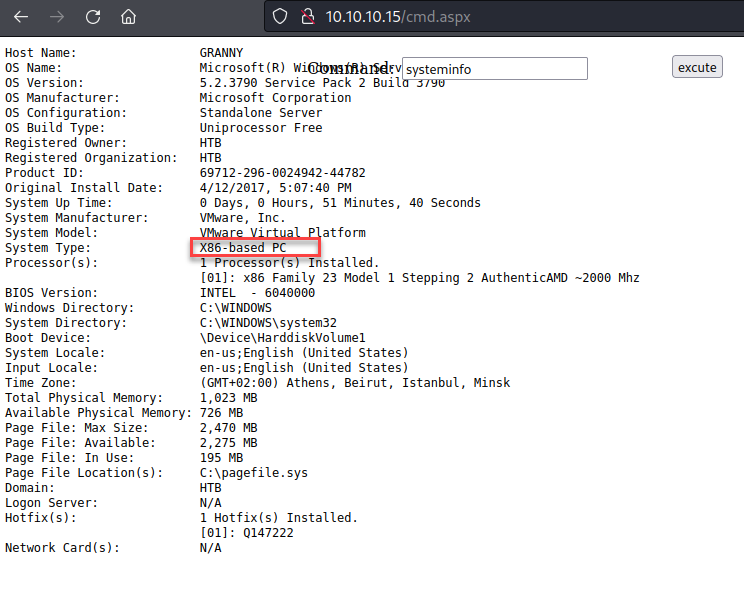 10.10.10.15/cmd.aspx
Host Name: GRANNY
OS Name: Microsoft(R) Windows(R) Serv
Command: systeminfo excute
OS Version: 5.2.3790 Service Pack 2 Build 3790
OS Manufacturer: Microsoft Corporation
OS Configuration: Standalone Server
OS Build Type: Uniprocessor Free
Registered Owner: HTB
Registered Organization: HTB
Product ID: 69712-296-0024942-44782
Original Install Date: 4/12/2017, 5:07:40 PM
System Up Time: 0 Days, 0 Hours, 51 Minutes, 40 Seconds
System Manufacturer: VMware, Inc.
System Model: VMware Virtual Platform
System Type: X86-based PC
Processor(s): 1 Processor(s) Installed.
[01]: x86 Family 23 Model 1 Stepping 2 AuthenticAMD ~2000 Mhz
BIOS Version: INTEL - 6040000
Windows Directory: C:\WINDOWS
System Directory: C:\WINDOWS\system32
Boot Device: \Device\HarddiskVolume1
System Locale: en-us;English (United States)
Input Locale: en-us;English (United States)
Time Zone: (GMT+02:00) Athens, Beirut, Istanbul, Minsk
Total Physical Memory: 1,023 MB
Available Physical Memory: 726 MB
Page File: Max Size: 2,470 MB
Page File: Available: 2,275 MB
Page File: In Use: 195 MB
Page File Location(s): C:\pagefile.sys
Domain: HTB
Logon Server: N/A
Hotfix(s): 1 Hotfix(s) Installed.
[01]: Q147222
Network Card(s): N/A